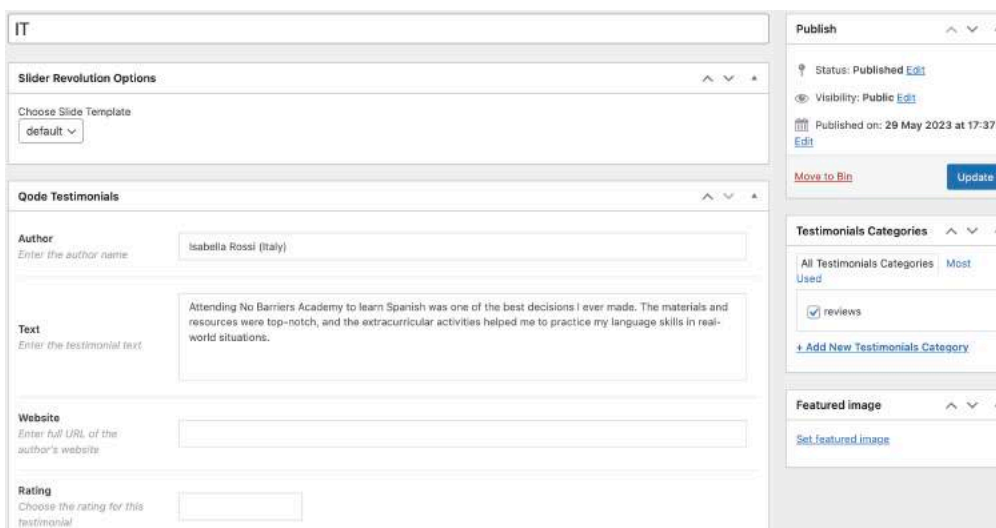 IT
Slider Revolution Options
Choose Slide Template
default
Qode Testimonials
Author
Enter the author name
Isabella Rossi (Italy)
Text
Enter the testimonial text
Attending No Barriers Academy to learn Spanish was one of the best decisions I ever made. The materials and
resources were top-notch, and the extracurricular activities helped me to practice my language skills in real-
world situations.
Website
Enter full URL of the
author's website
Rating
Choose the rating for this
testimonial
Publish
Status: Published Edit
Visibility: Public Edit
Published on: 29 May 2023 at 17:37
Edit
Move to Bin
Update
Testimonials Categories
All Testimonials Categories Most
Used
reviews
+ Add New Testimonials Category
Featured image
Set featured image